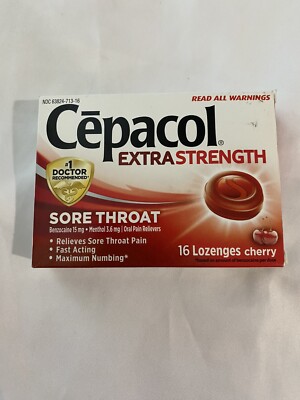 NDC 63824-713-16
READ ALL WARNINGS
Cēpacol®
EXTRA STRENGTH
#1
DOCTOR
RECOMMENDED^
SORE THROAT
Benzocaine 15 mg • Menthol 3.6 mg | Oral Pain Relievers
• Relieves Sore Throat Pain
• Fast Acting
• Maximum Numbing*
16 Lozenges cherry